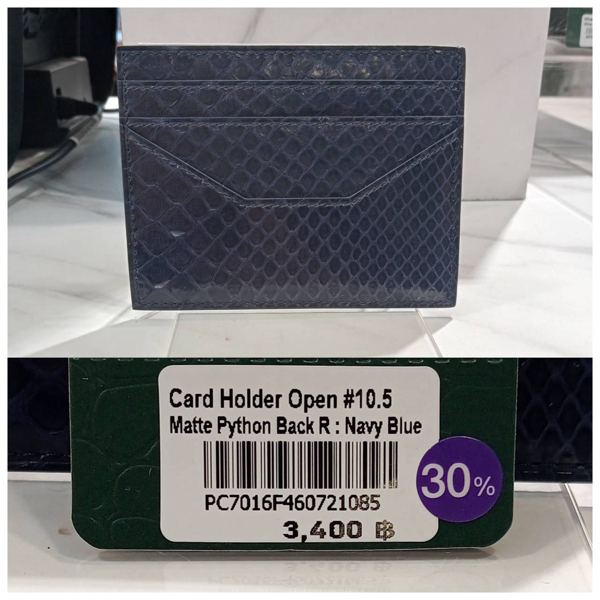 Card Holder Open #10.5
Matte Python Back R : Navy Blue
PC7016F460721085
3,400 ฿
30%